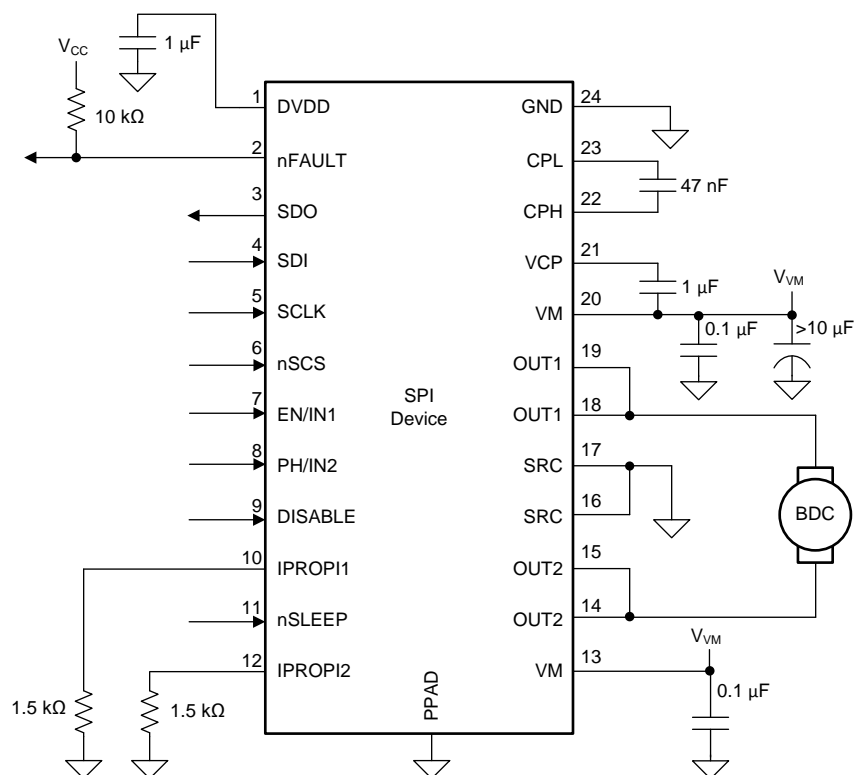 1 µF
V_CC
10 kΩ
1 DVDD
2 nFAULT
3 SDO
4 SDI
5 SCLK
6 nSCS
7 EN/IN1
8 PH/IN2
9 DISABLE
10 IPROPI1
11 nSLEEP
12 IPROPI2
1.5 kΩ
1.5 kΩ
SPI
Device
PPAD
GND 24
CPL 23
47 nF
CPH 22
VCP 21
1 µF
V_VM
VM 20
0.1 µF
>10 µF
OUT1 19
OUT1 18
SRC 17
SRC 16
BDC
OUT2 15
OUT2 14
V_VM
VM 13
0.1 µF